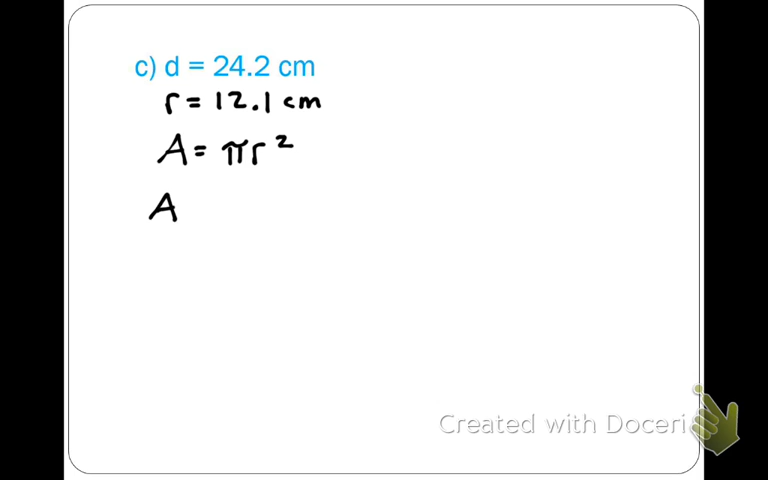 c) d = 24.2 cm
r = 12.1 cm
A = πr²
A
Created with Doceri